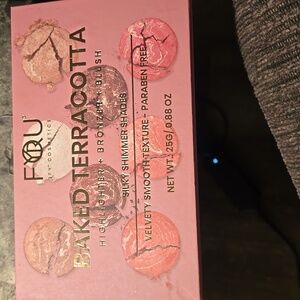 FYOU
BAKED TERRACOTTA
HIGHLIGHTER + BRONZER + BLUSH
SILKY SHIMMER SHADES
VELVETY SMOOTH TEXTURE - PARABEN FREE
NET WT.: 25G/ 0.88 OZ